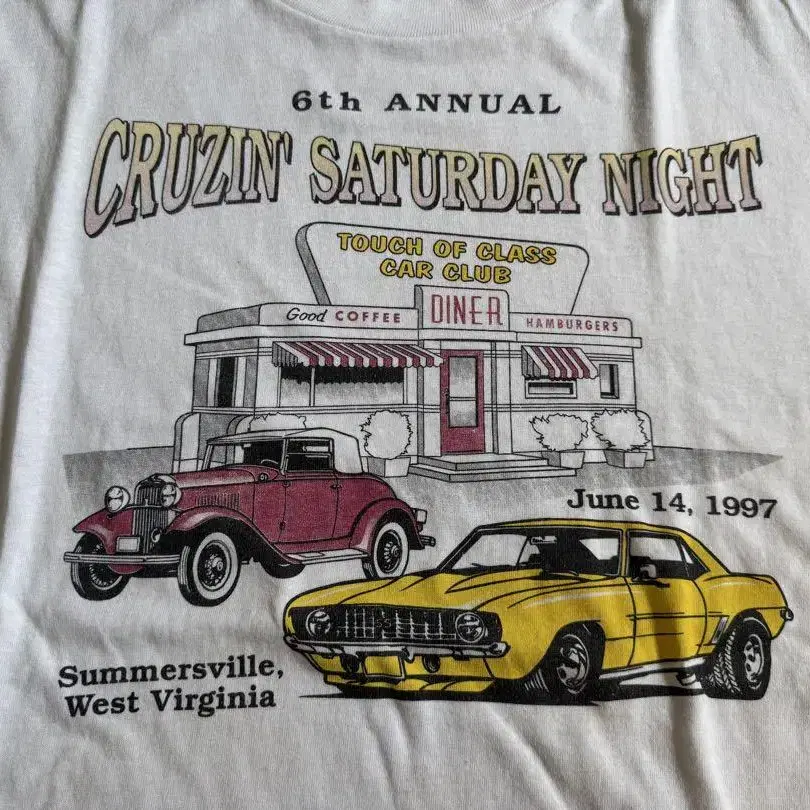 6th ANNUAL
CRUZIN' SATURDAY NIGHT
TOUCH OF CLASS
CAR CLUB
Good COFFEE DINER HAMBURGERS
June 14, 1997
Summersville,
West Virginia